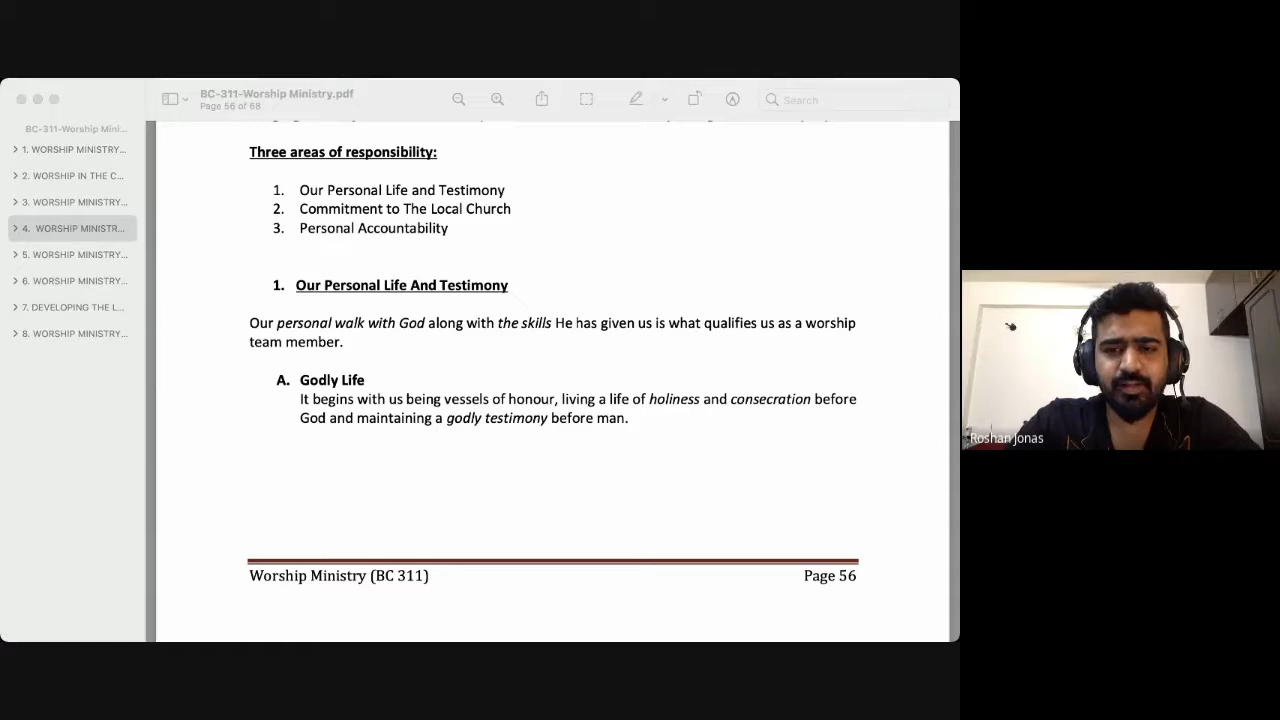 BC-311-Worship Ministry.pdf
Page 56 of 68
Search
BC-311-Worship Mini...
1. WORSHIP MINISTRY...
2. WORSHIP IN THE C...
3. WORSHIP MINISTRY...
4. WORSHIP MINISTR...
5. WORSHIP MINISTRY...
6. WORSHIP MINISTRY...
7. DEVELOPING THE L...
8. WORSHIP MINISTRY...
Three areas of responsibility:
1. Our Personal Life and Testimony
2. Commitment to The Local Church
3. Personal Accountability
1. Our Personal Life And Testimony
Our personal walk with God along with the skills He has given us is what qualifies us as a worship
team member.
A. Godly Life
It begins with us being vessels of honour, living a life of holiness and consecration before
God and maintaining a godly testimony before man.
Worship Ministry (BC 311)
Page 56
Roshan Jonas